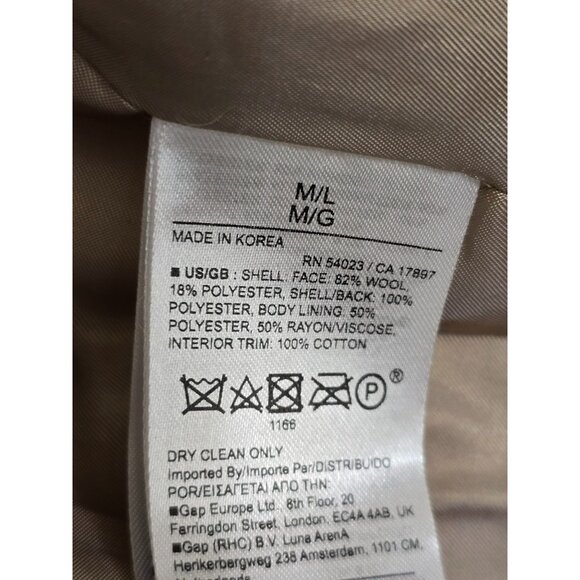 M/L
M/G
MADE IN KOREA
RN 54023 / CA 17897
■ US/GB : SHELL: FACE: 82% WOOL,
18% POLYESTER, SHELL/BACK: 100%
POLYESTER, BODY LINING: 50%
POLYESTER, 50% RAYON/VISCOSE,
INTERIOR TRIM: 100% COTTON
P ®
1166
DRY CLEAN ONLY
Imported By/Importe Par/DISTRIBUIDO
POR/ΕΙΣΑΓΕΤΑΙ ΑΠΟ ΤΗΝ:
■Gap Europe Ltd., 6th Floor, 20
Farringdon Street, London, EC4A 4AB, UK
■Gap (RHC) B.V. Luna ArenA
Herikerbergweg 238 Amsterdam, 1101 CM,